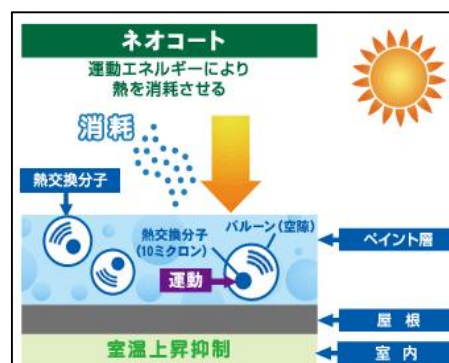 ネオコート
運動エネルギーにより
熱を消耗させる
消耗
熱交換分子
バルーン(空隙)
熱交換分子
(10ミクロン)
運動
ペイント層
屋根
室温上昇抑制
室内